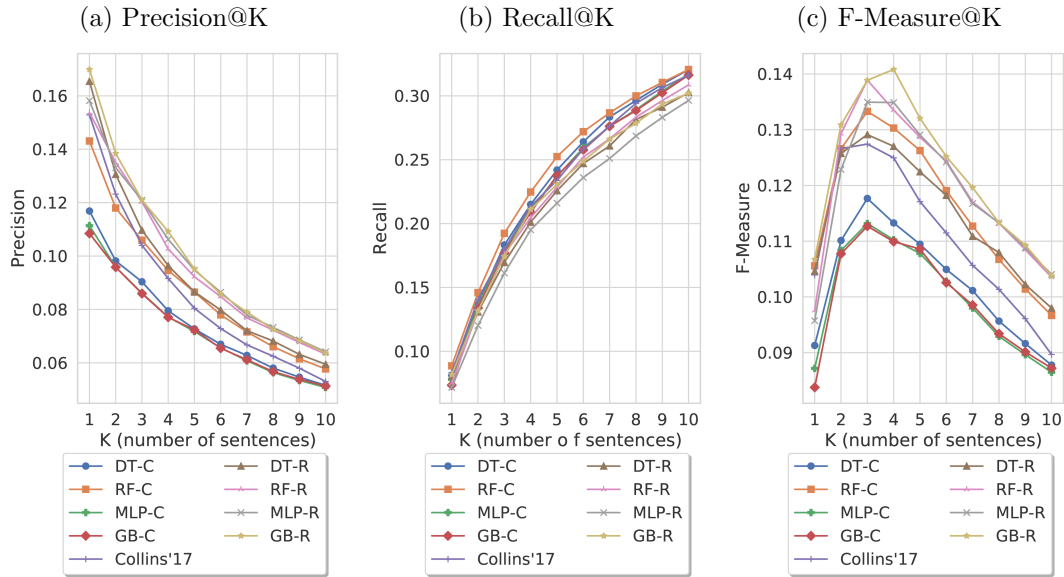 (a) Precision@K
(b) Recall@K
(c) F-Measure@K
Precision
0.16
0.14
0.12
0.10
0.08
0.06
1 2 3 4 5 6 7 8 9 10
K (number of sentences)
DT-C
RF-C
MLP-C
GB-C
Collins'17
DT-R
RF-R
MLP-R
GB-R
Recall
0.30
0.25
0.20
0.15
0.10
1 2 3 4 5 6 7 8 9 10
K (number o f sentences)
DT-C
RF-C
MLP-C
GB-C
Collins'17
DT-R
RF-R
MLP-R
GB-R
F-Measure
0.14
0.13
0.12
0.11
0.10
0.09
1 2 3 4 5 6 7 8 9 10
K (number of sentences)
DT-C
RF-C
MLP-C
GB-C
Collins'17
DT-R
RF-R
MLP-R
GB-R